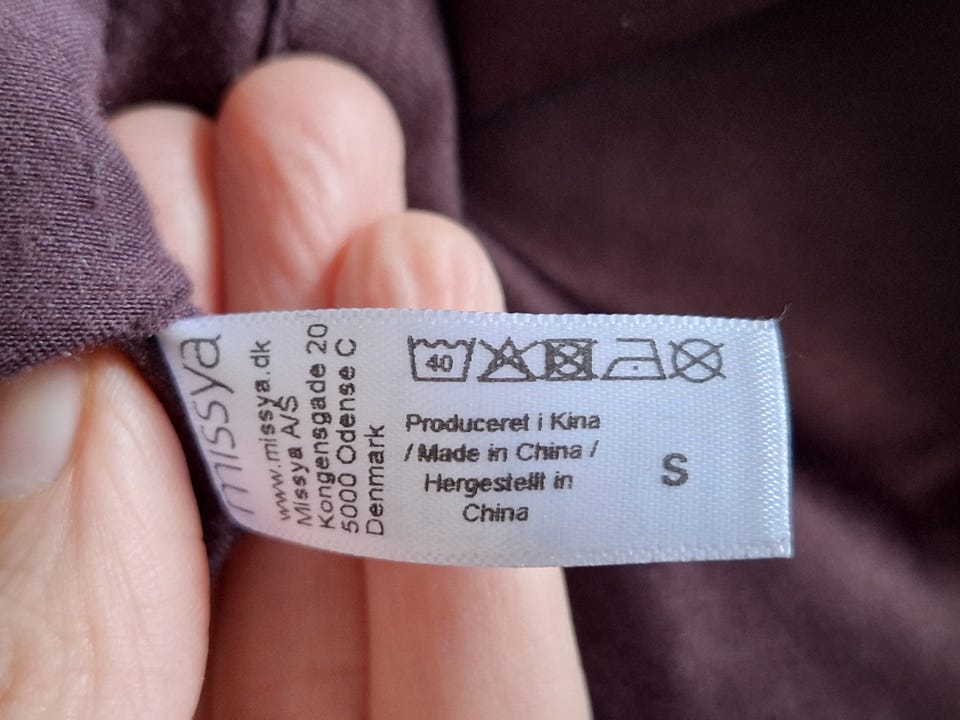 missya
www.missya.dk
Missya A/S
Kongensgade 20
5000 Odense C
Denmark
40
Produceret i Kina
/ Made in China /
Hergestellt in
China
S